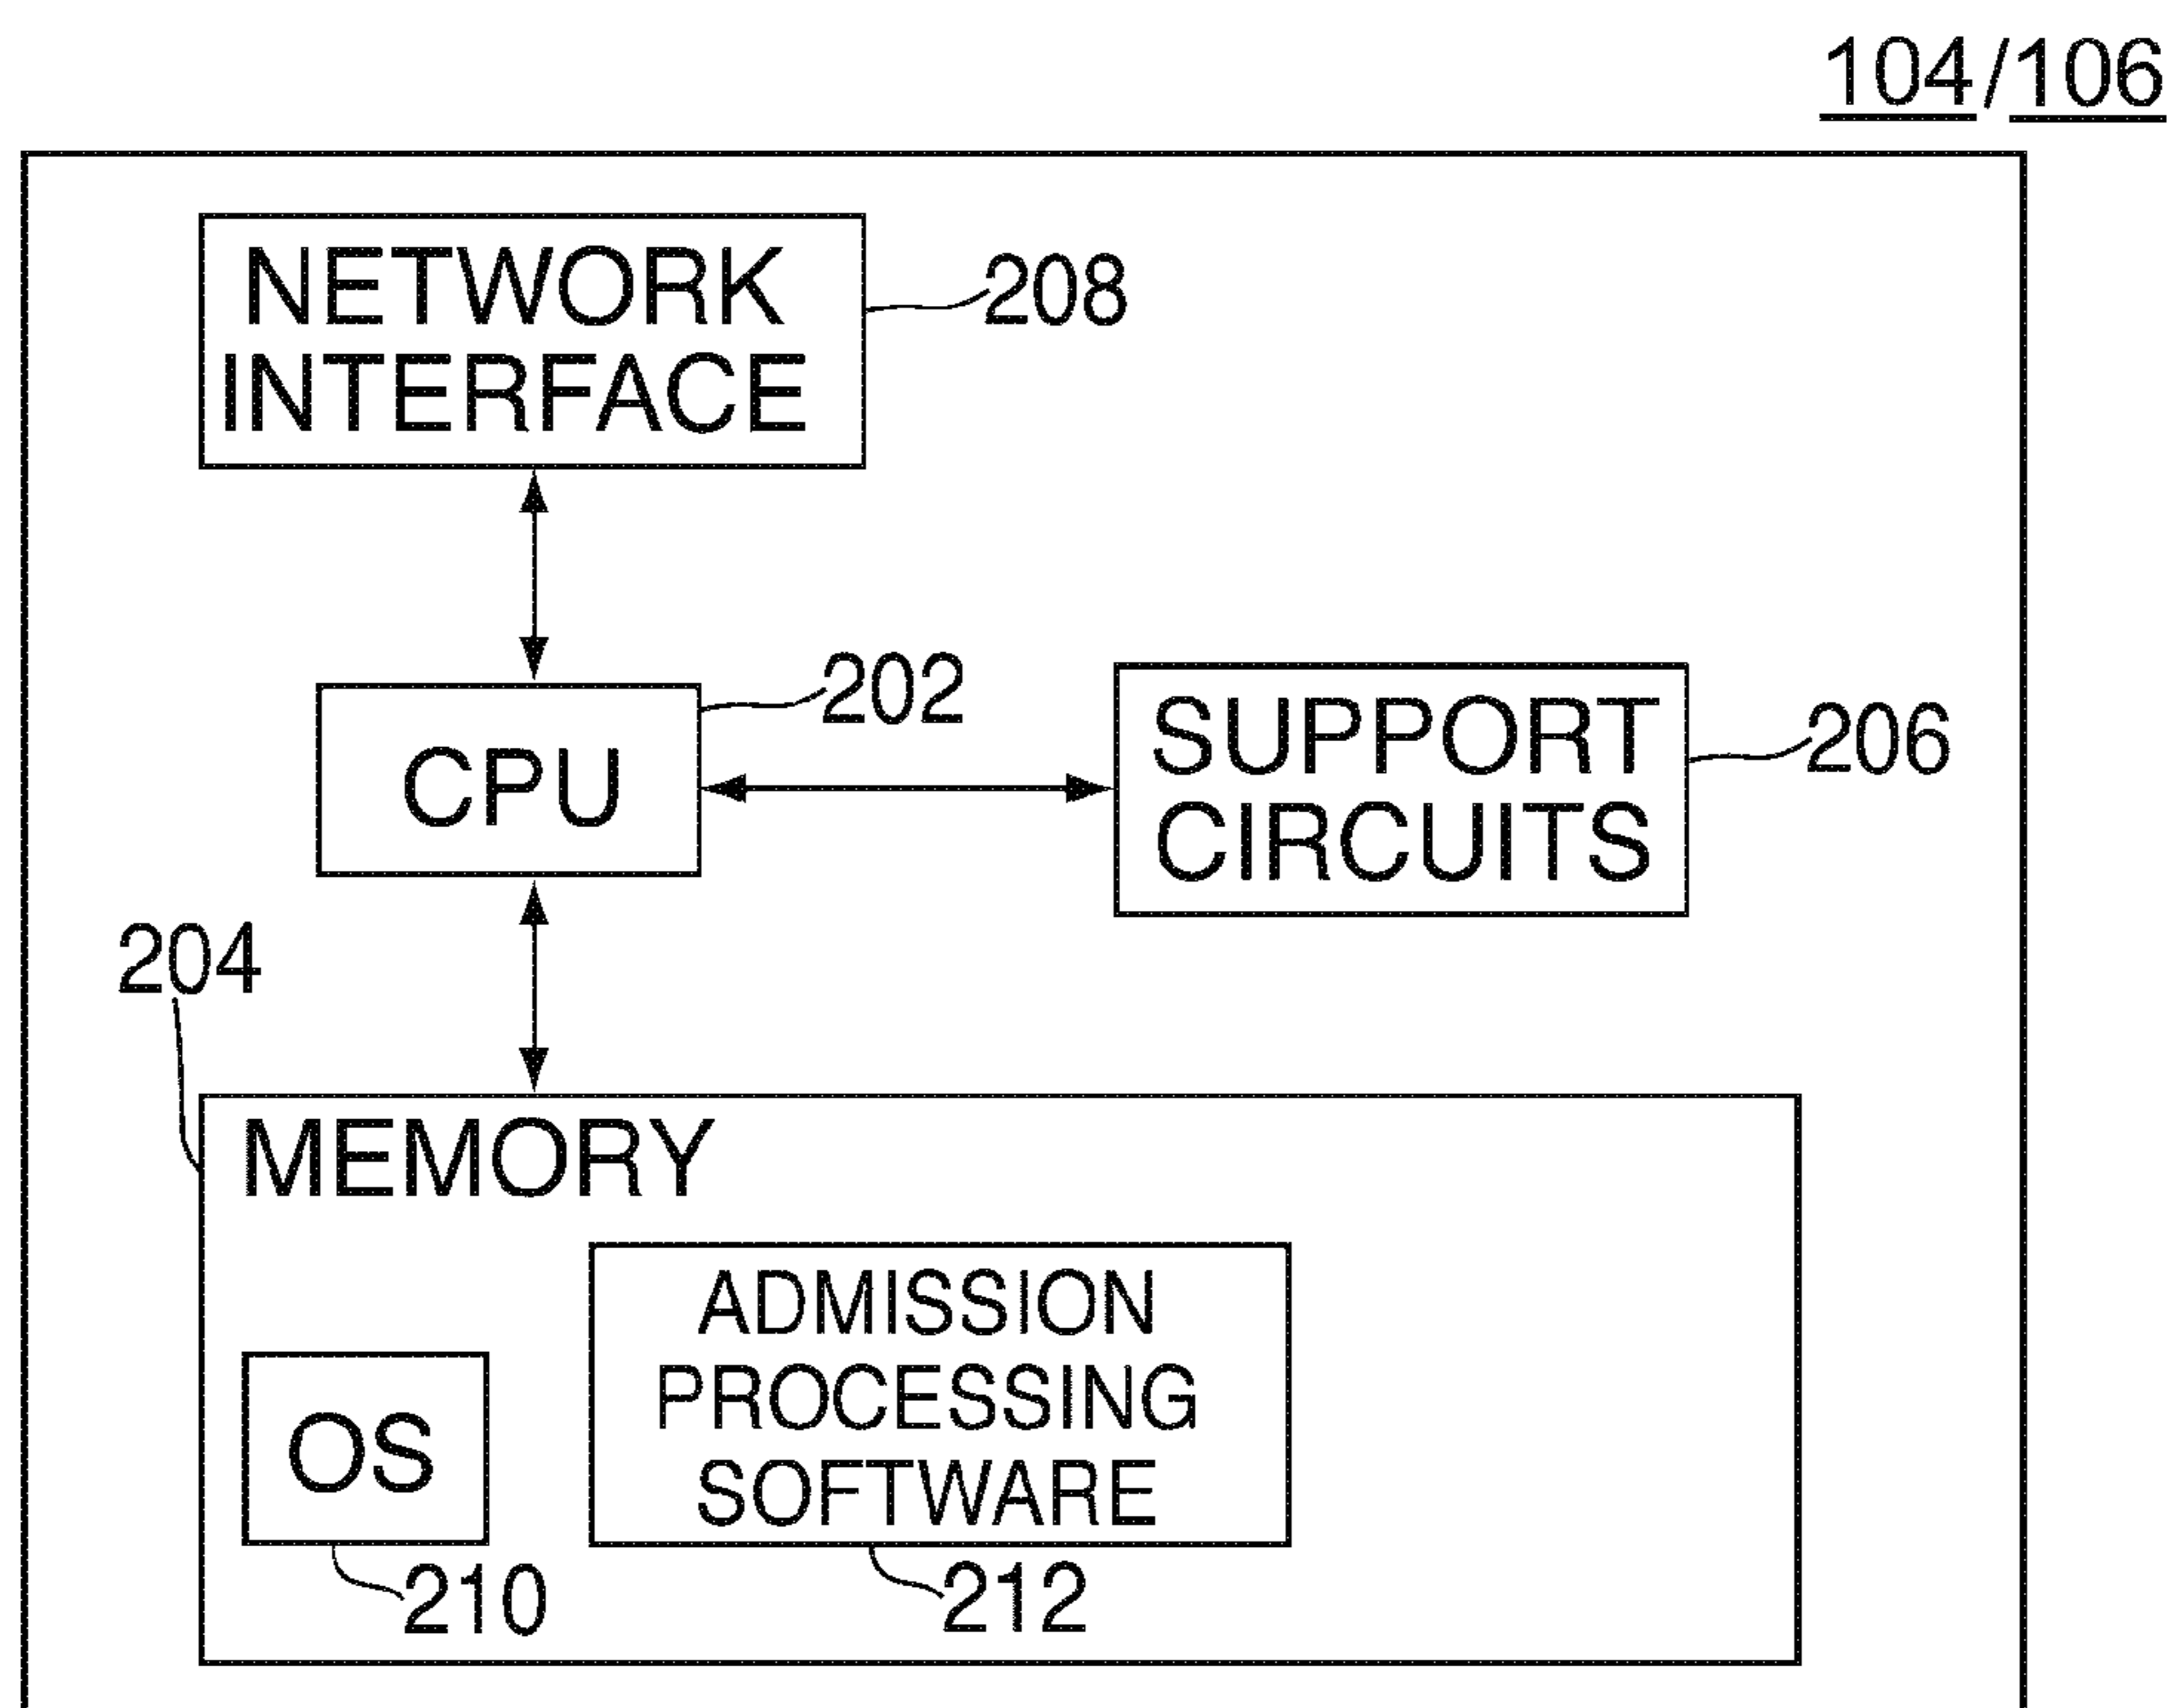 104/106
NETWORK
INTERFACE
208
202
CPU
SUPPORT
CIRCUITS
206
204
MEMORY
ADMISSION
PROCESSING
SOFTWARE
OS
210
212